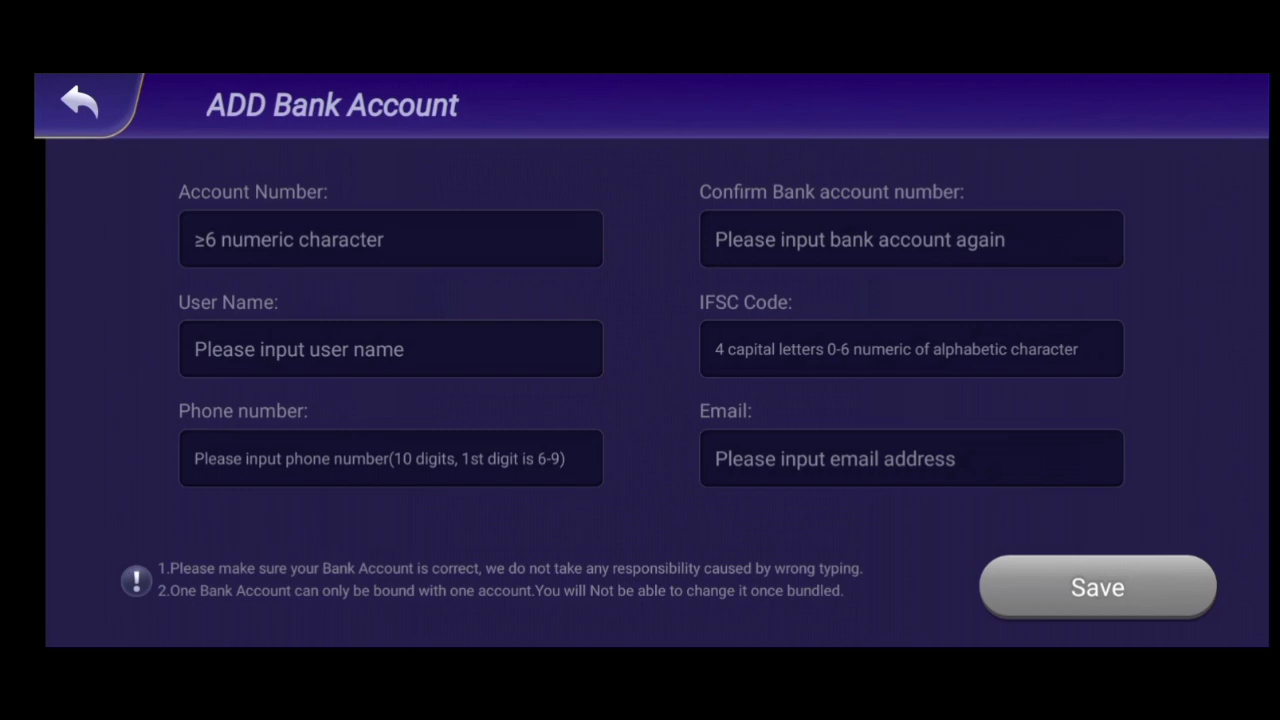 ADD Bank Account
Account Number:
Confirm Bank account number:
≥6 numeric character
Please input bank account again
User Name:
IFSC Code:
Please input user name
4 capital letters 0-6 numeric of alphabetic character
Phone number:
Email:
Please input phone number(10 digits, 1st digit is 6-9)
Please input email address
1.Please make sure your Bank Account is correct, we do not take any responsibility caused by wrong typing.
2.One Bank Account can only be bound with one account.You will Not be able to change it once bundled.
Save